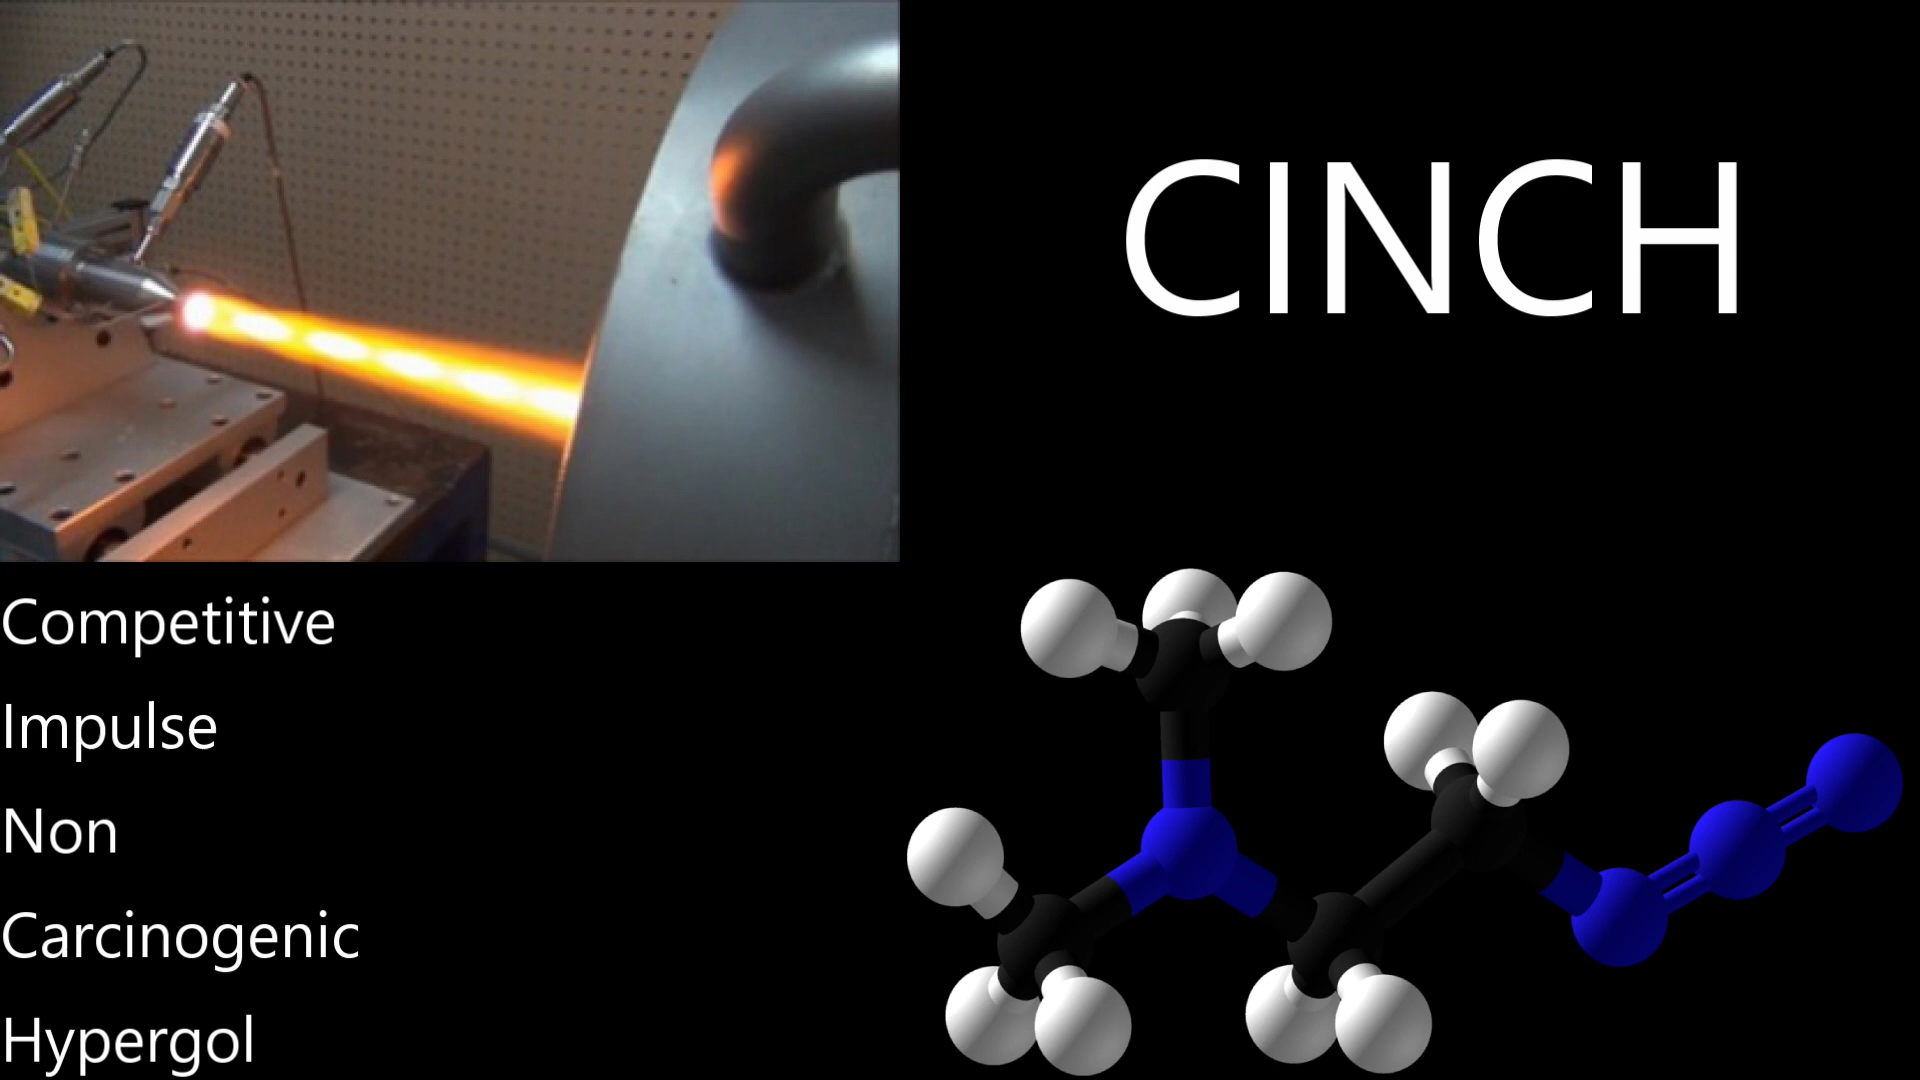 CINCH
Competitive
Impulse
Non
Carcinogenic
Hypergol